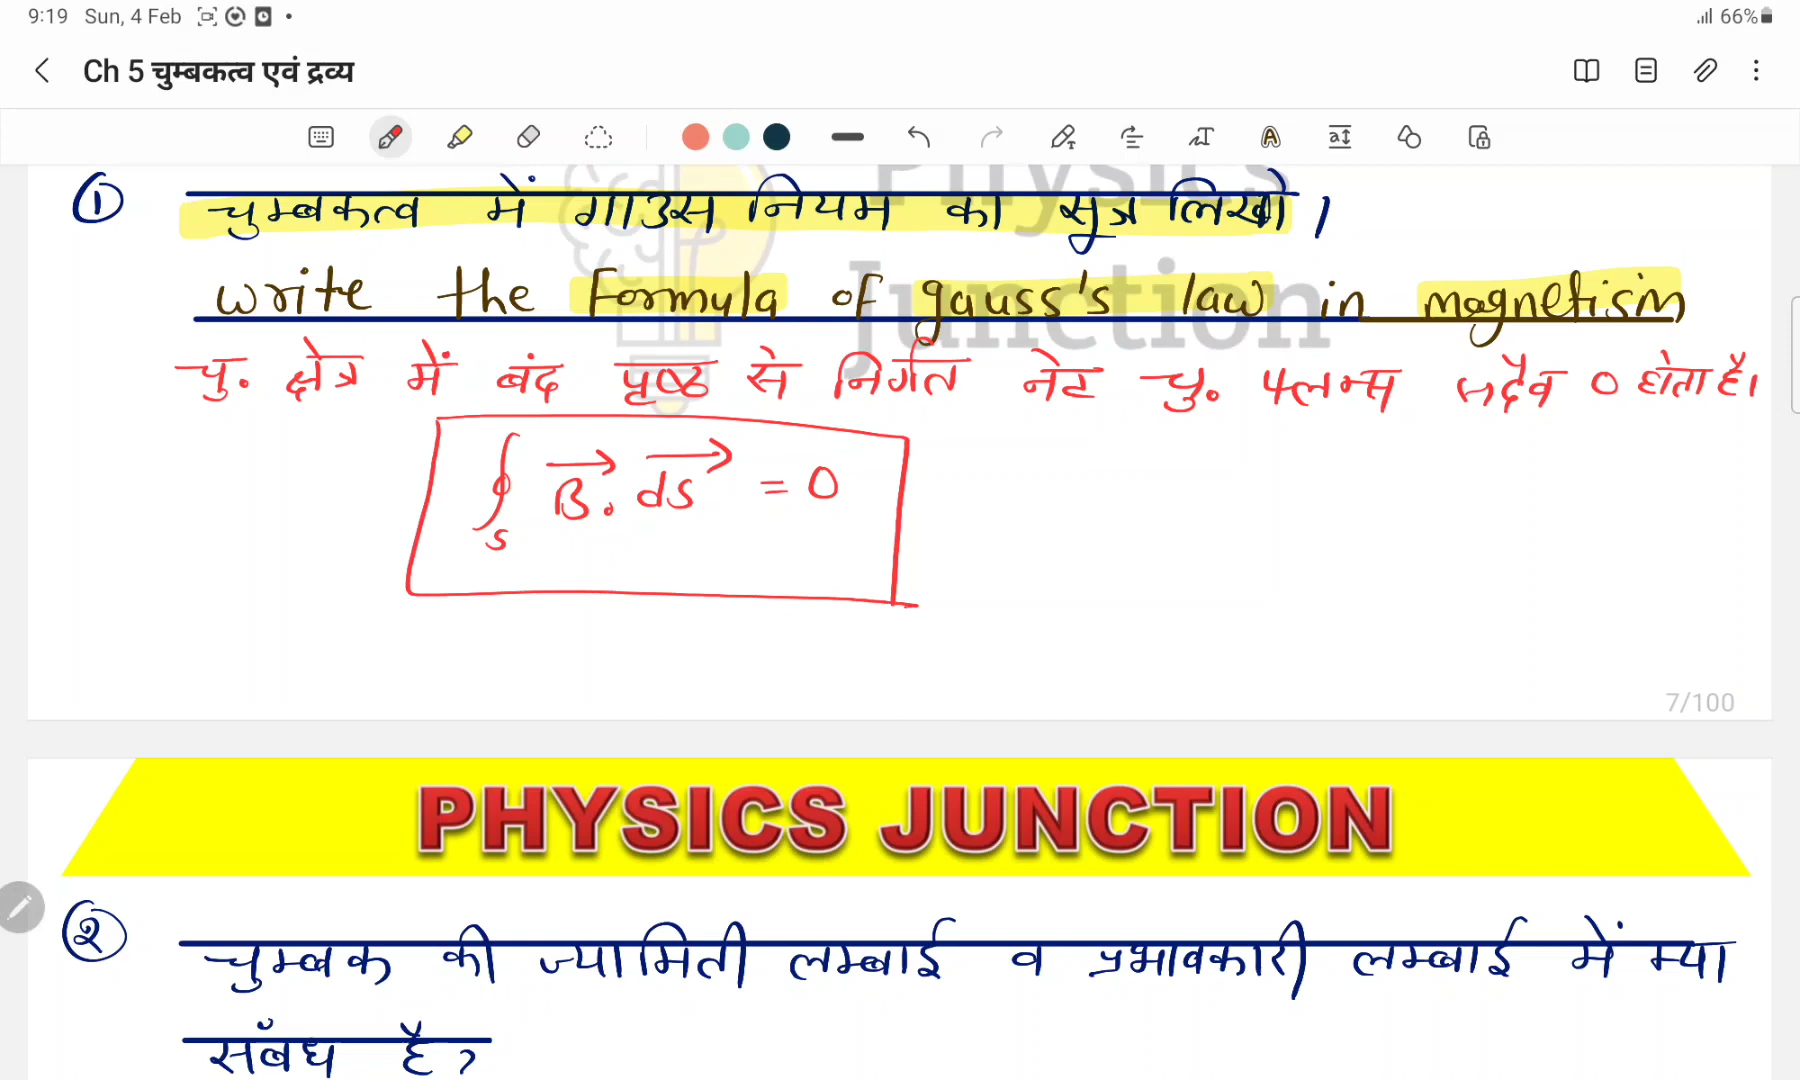 9:19 Sun, 4 Feb
66%
Ch 5 चुम्बकत्व एवं द्रव्य
Physics
Junction
① चुम्बकत्व में गाउस नियम का सूत्र लिखो।
write the Formula of gauss's law in magnetism
चु. क्षेत्र में बंद पृष्ठ से निर्गत नेट चु. फ्लक्स सदैव 0 होता है।
∮s B⃗. ds⃗ = 0
7/100
PHYSICS JUNCTION
② चुम्बक की ज्यामिती लम्बाई व प्रभावकारी लम्बाई में क्या
संबंध है?